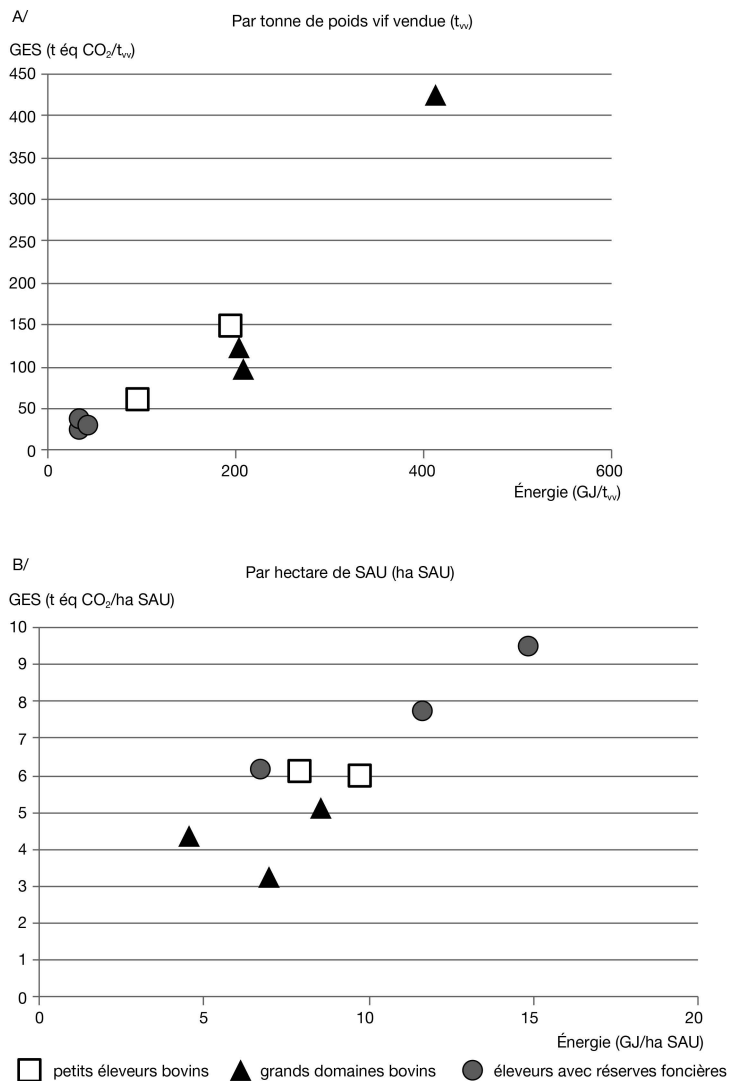 A/
Par tonne de poids vif vendue (tvv)
GES (t éq CO2/tvv)
450
400
350
300
250
200
150
100
50
0
0 200 400 600
Énergie (GJ/tvv)
B/
Par hectare de SAU (ha SAU)
GES (t éq CO2/ha SAU)
10
9
8
7
6
5
4
3
2
1
0
0 5 10 15 20
Énergie (GJ/ha SAU)
petits éleveurs bovins grands domaines bovins éleveurs avec réserves foncières